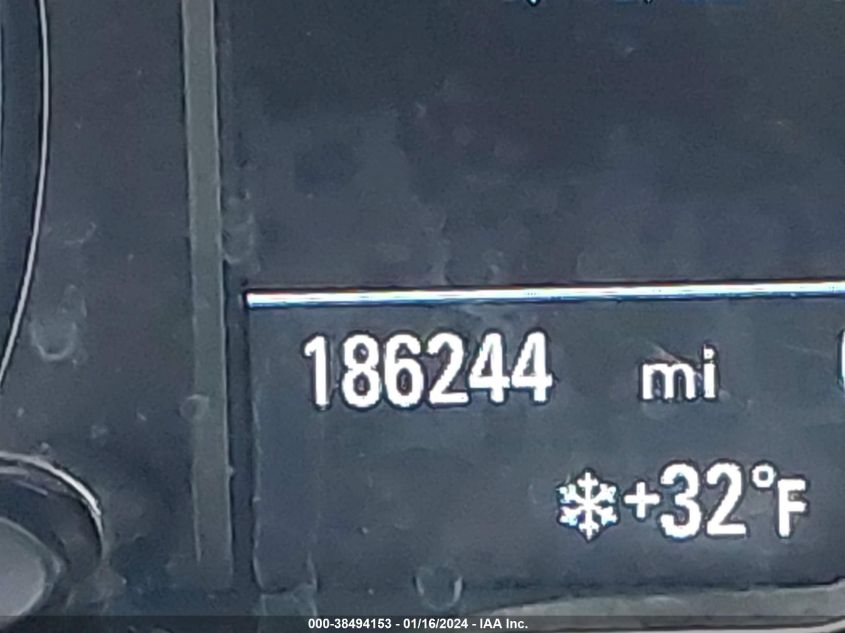 186244 mi
❄+32°F
000-38494153 - 01/16/2024 - IAA Inc.